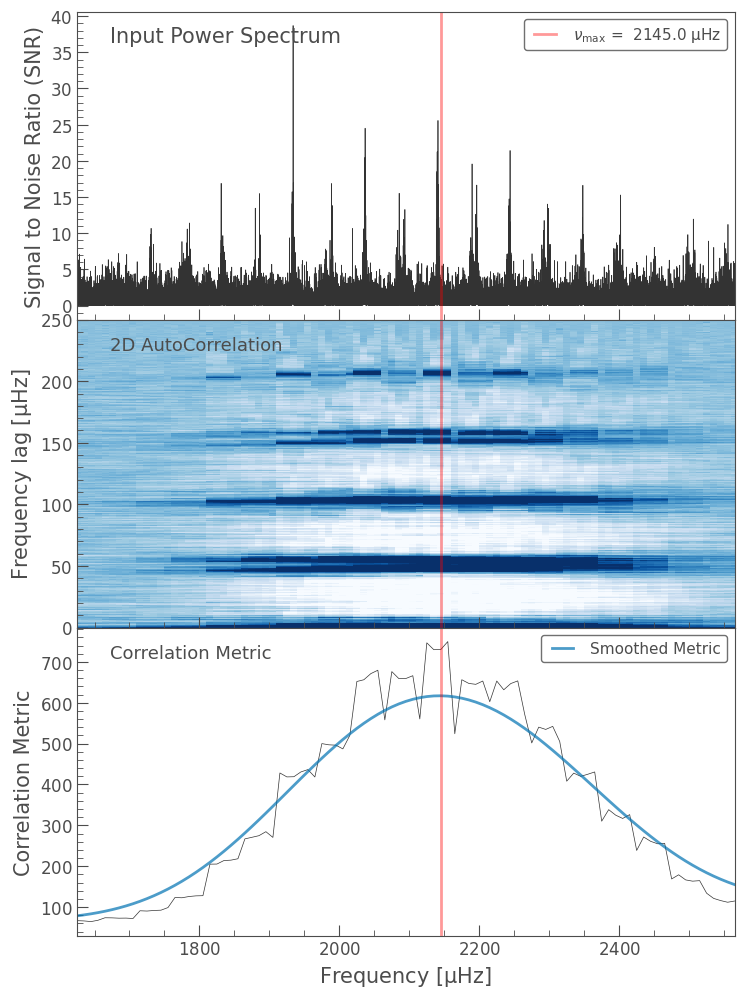 Input Power Spectrum
ν_max = 2145.0 µHz
Signal to Noise Ratio (SNR)
40
35
30
25
20
15
10
5
0
2D AutoCorrelation
Frequency lag [µHz]
250
200
150
100
50
0
Correlation Metric
Smoothed Metric
Correlation Metric
700
600
500
400
300
200
100
1800 2000 2200 2400
Frequency [µHz]